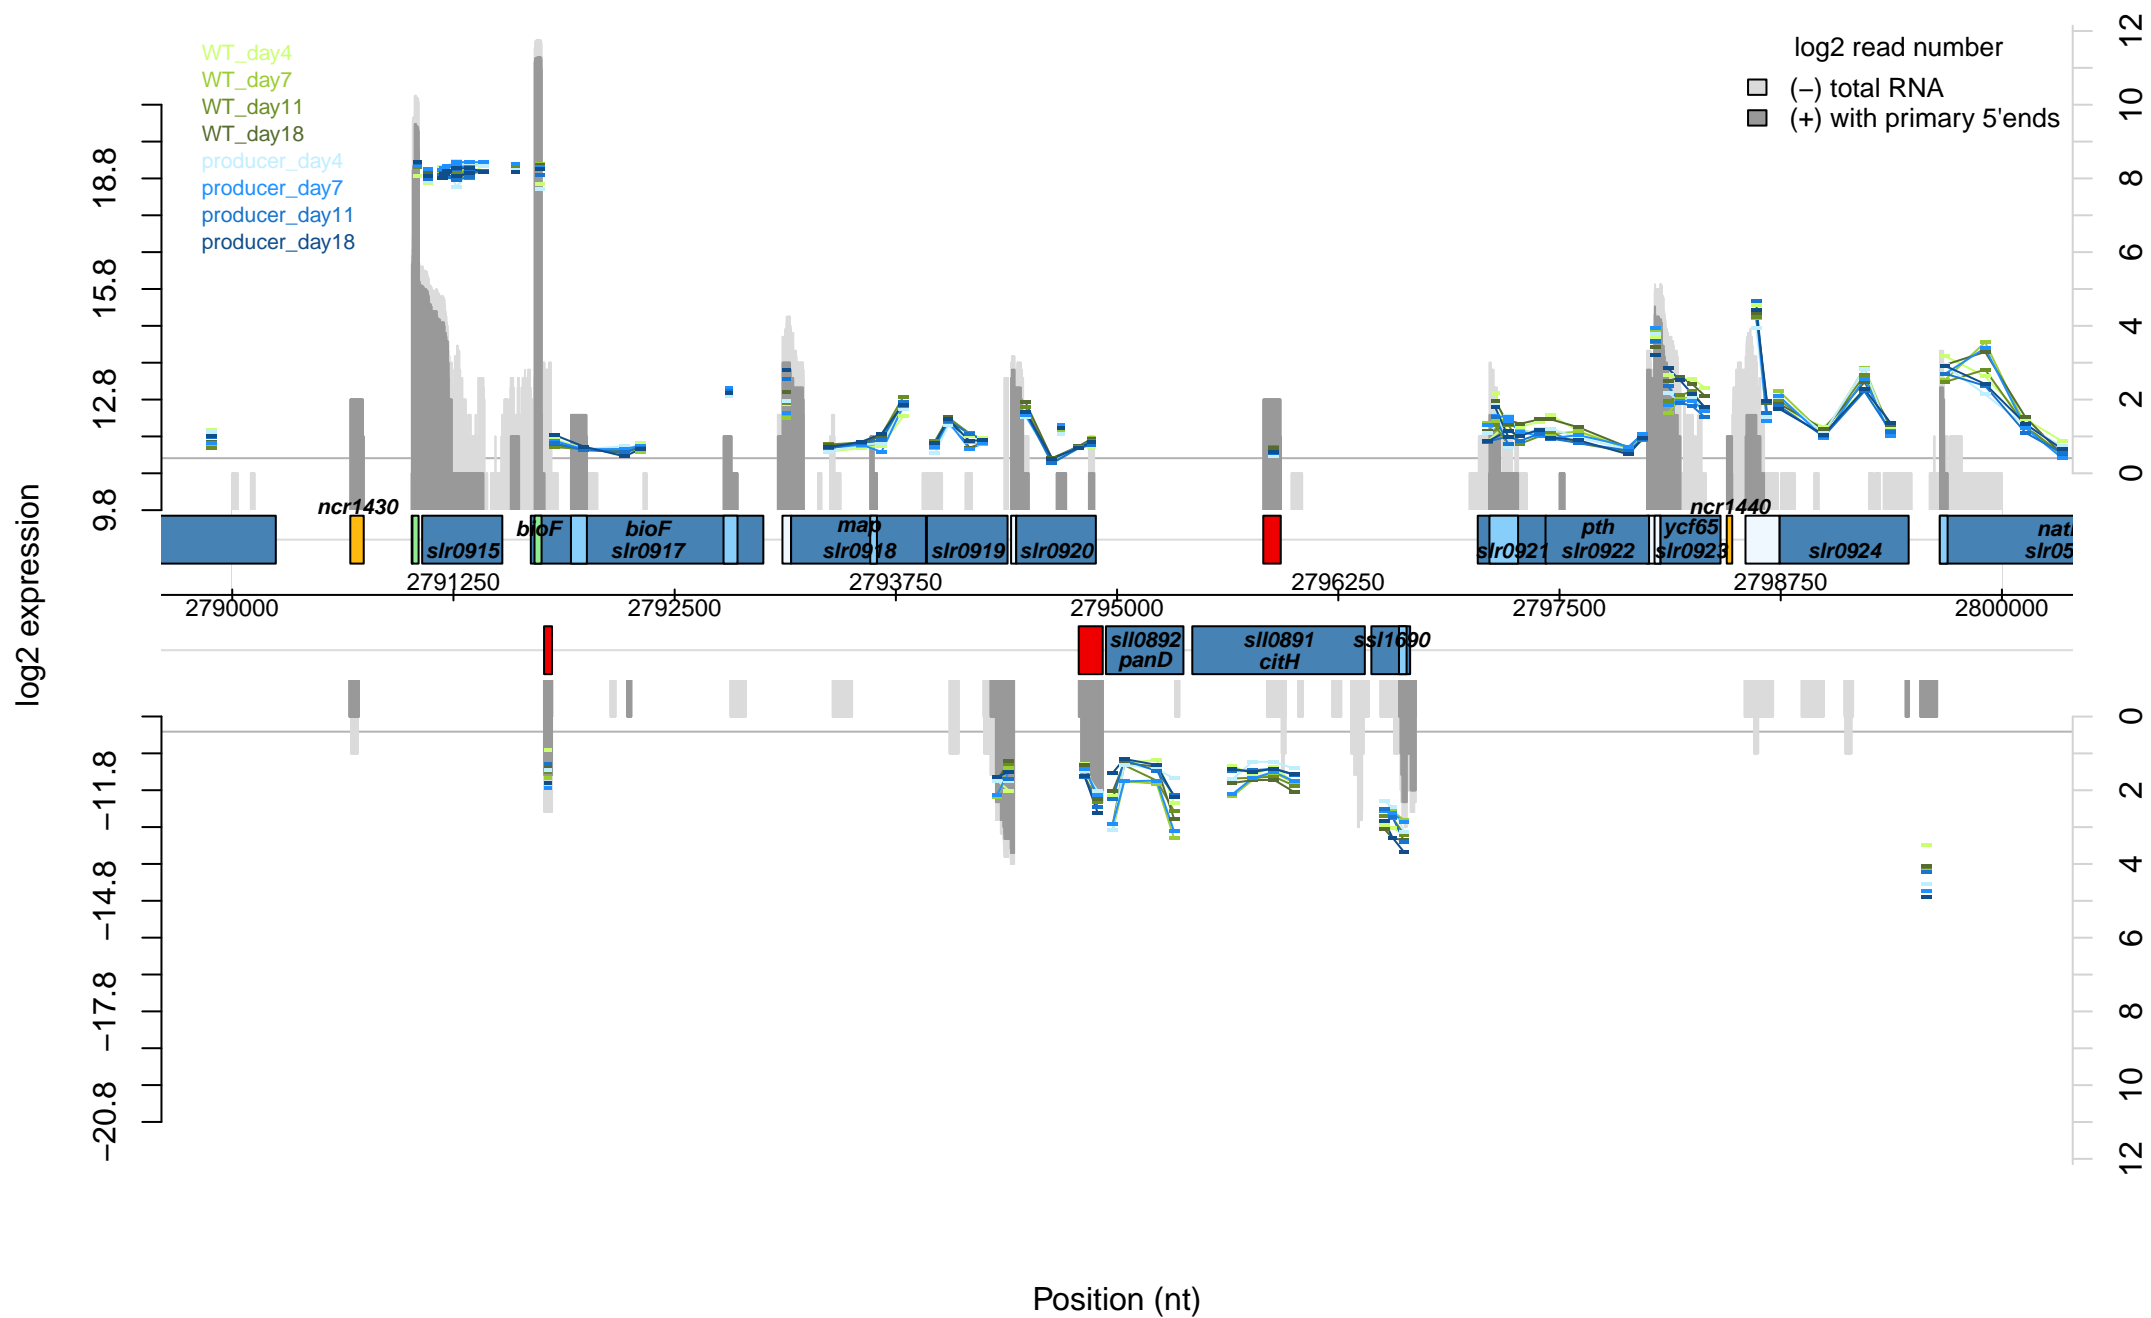 WT_day4
WT_day7
WT_day11
WT_day18
producer_day4
producer_day7
producer_day11
producer_day18
log2 read number
(−) total RNA
(+) with primary 5'ends
log2 expression
18.8
15.8
12.8
9.8
12
10
8
6
4
2
0
ncr1430
ncr1440
bioF
bioF
map
pth
ycf65
slr0915
slr0917
slr0918
slr0919
slr0920
slr0921
slr0922
slr0923
slr0924
nat
slr05
2791250
2793750
2796250
2798750
2790000
2792500
2795000
2797500
2800000
sll0892
panD
sll0891
citH
ssl1690
−11.8
−14.8
−17.8
−20.8
0
2
4
6
8
10
12
Position (nt)